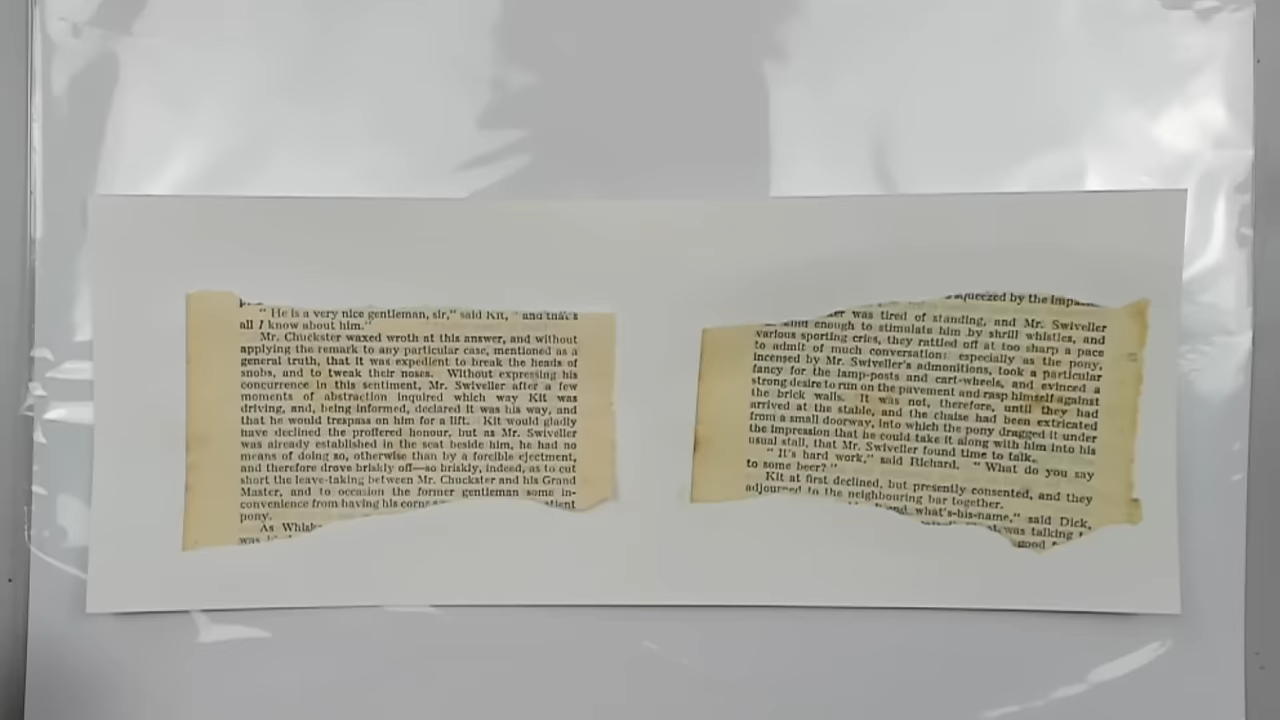 "He is a very nice gentleman, sir," said Kit, "and that's
all I know about him."
Mr. Chuckster waxed wroth at this answer, and without
applying the remark to any particular case, mentioned as a
general truth, that it was expedient to break the heads of
snobs, and to tweak their noses. Without expressing his
concurrence in this sentiment, Mr. Swiveller after a few
moments of abstraction inquired which way Kit was
driving, and, being informed, declared it was his way, and
that he would trespass on him for a lift. Kit would gladly
have declined the proffered honour, but as Mr. Swiveller
was already established in the seat beside him, he had no
means of doing so, otherwise than by a forcible ejectment,
and therefore drove briskly off—so briskly, indeed, as to cut
short the leave-taking between Mr. Chuckster and his Grand
Master, and to occasion the former gentleman some in-
convenience from having his corns
pony.
As
was
squeezed by the
was tired of standing, and Mr. Swiveller
enough to stimulate him by shrill whistles, and
various sporting cries, they rattled off at too sharp a pace
to admit of much conversation: especially as the pony,
incensed by Mr. Swiveller's admonitions, took a particular
fancy for the lamp-posts and cart-wheels, and evinced a
strong desire to run on the pavement and rasp himself against
the brick walls. It was not, therefore, until they had
arrived at the stable, and the chaise had been extricated
from a small doorway, into which the pony dragged it under
the impression that he could take it along with him into his
usual stall, that Mr. Swiveller found time to talk.
"It's hard work," said Richard. "What do you say
to some beer?"
Kit at first declined, but presently consented, and they
adjourned to the neighbouring bar together.
what's-his-name," said Dick,
was talking
good